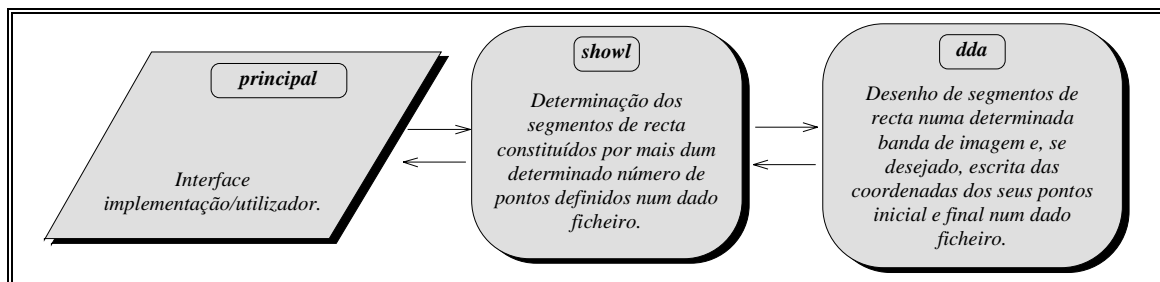 principal
Interface
implementação/utilizador.
showl
Determinação dos
segmentos de recta
constituídos por mais dum
determinado número de
pontos definidos num dado
ficheiro.
dda
Desenho de segmentos de
recta numa determinada
banda de imagem e, se
desejado, escrita das
coordenadas dos seus pontos
inicial e final num dado
ficheiro.